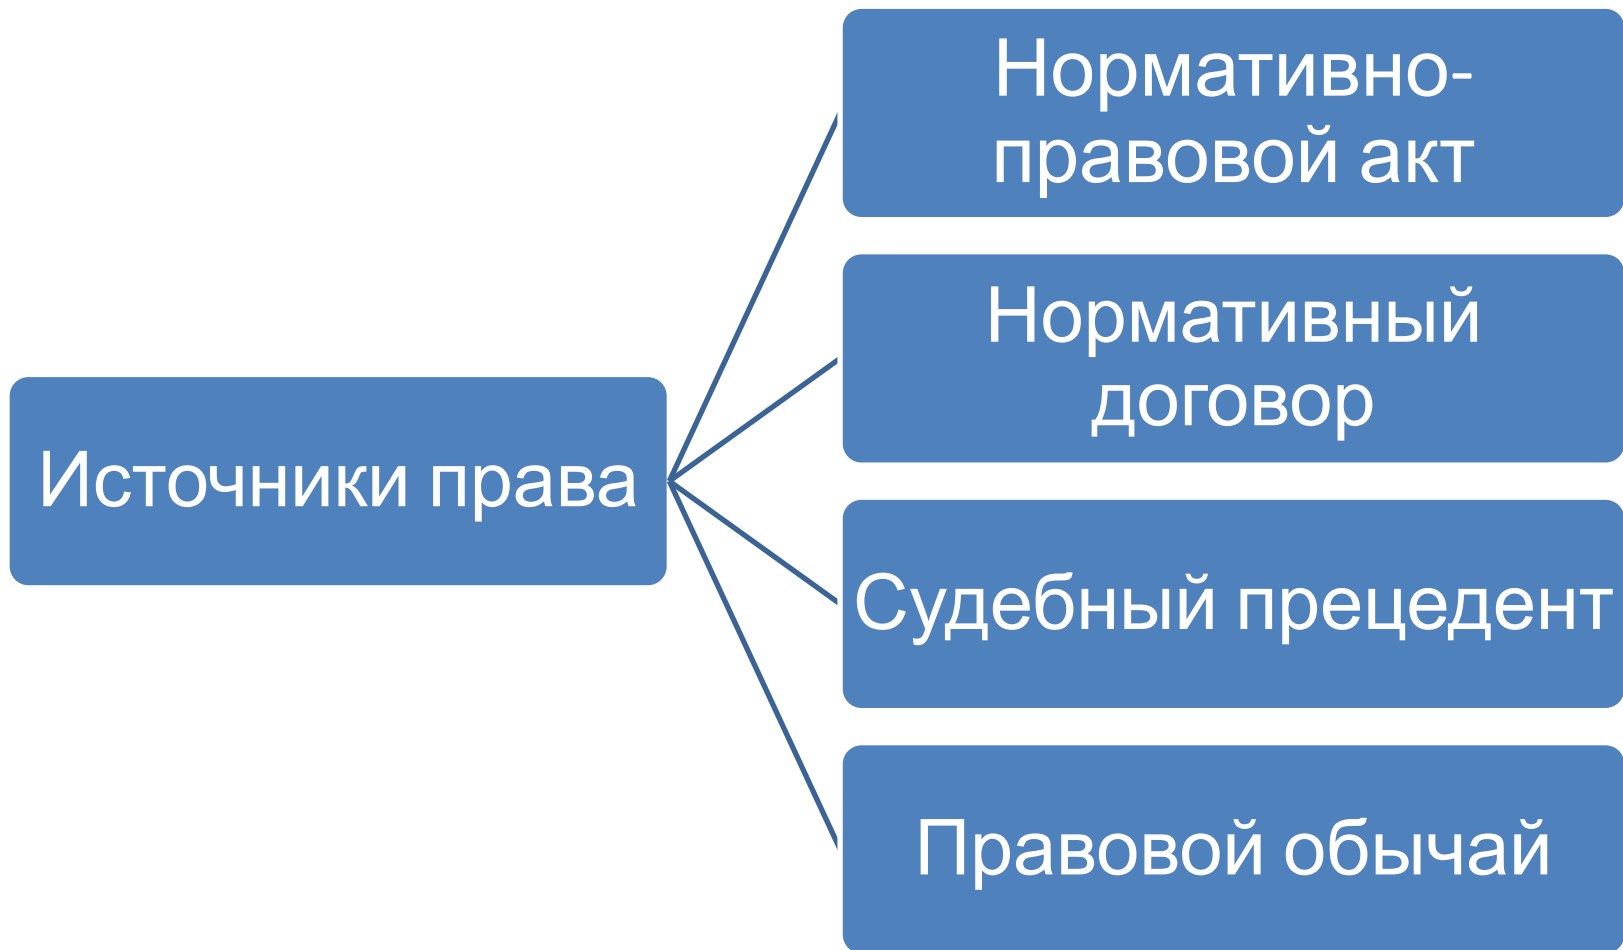 Источники права
Нормативно-
правовой акт
Нормативный
договор
Судебный прецедент
Правовой обычай